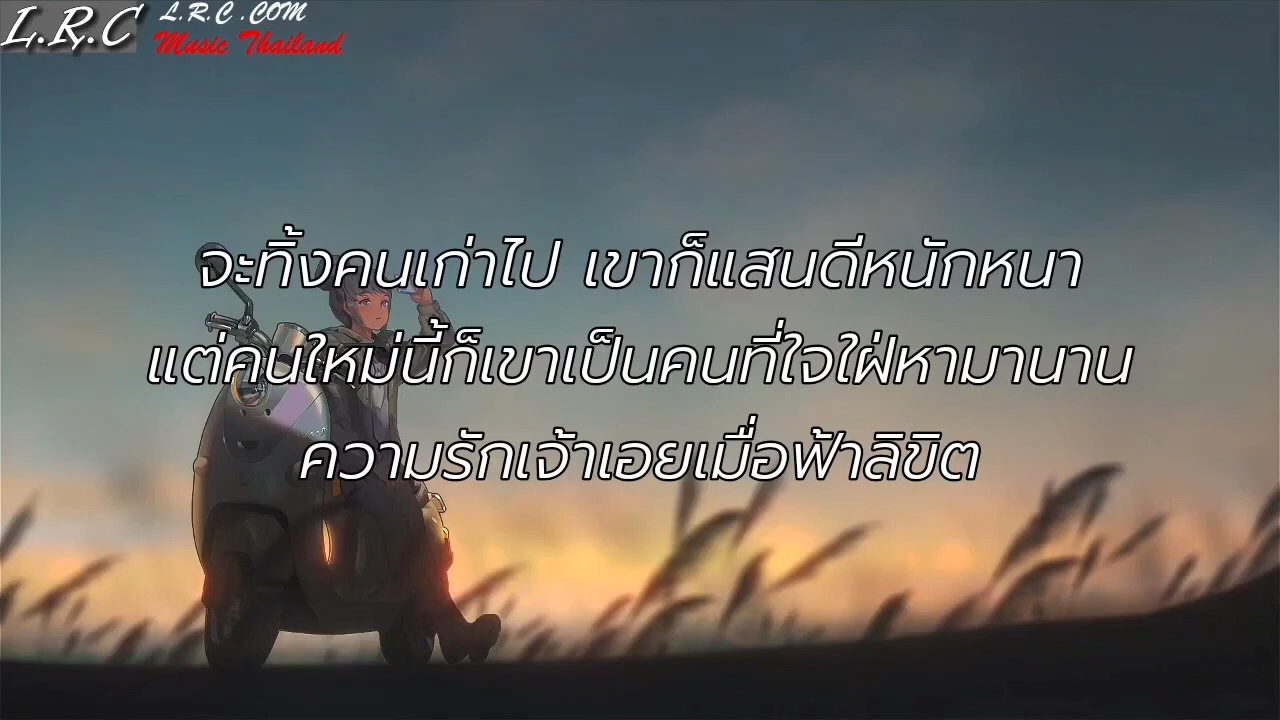 L.R.C
L.R.C .COM
Music Thailand
จะทิ้งคนเก่าไป เขาก็แสนดีหนักหนา
แต่คนใหม่นี้ก็เขาเป็นคนที่ใจใฝ่หามานาน
ความรักเจ้าเอยเมื่อฟ้าลิขิต